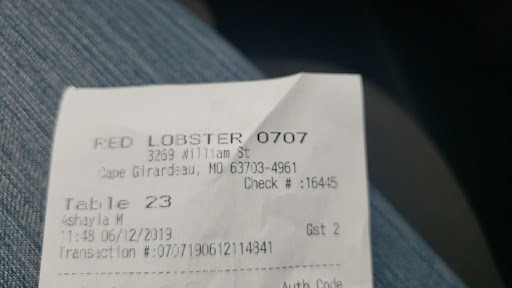 RED LOBSTER 0707
3269 William St
Cape Girardeau, MO 63703-4961
Check # :16445
Table 23
Ashayla M
11:48 06/12/2019
Gst 2
Transaction #:0707190612114841
Auth Code